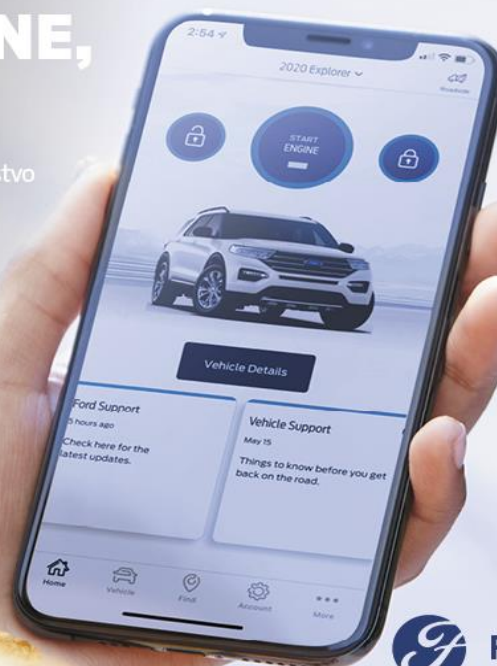 NE,
tvo
2:54
2020 Explorer
Roadside
START
ENGINE
Vehicle Details
Ford Support
5 hours ago
Check here for the
latest updates.
Vehicle Support
May 15
Things to know before you get
back on the road.
Home
Vehicle
Find
Account
More